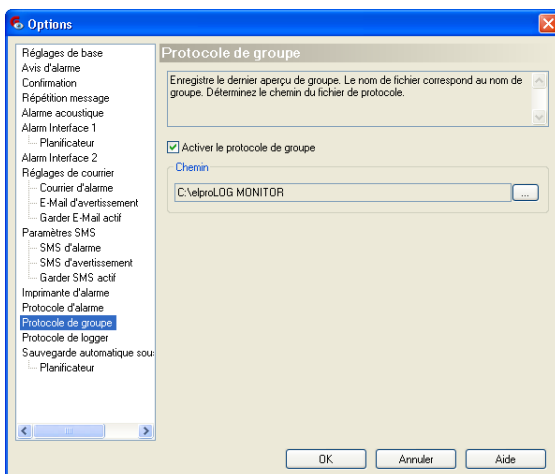 Options
Réglages de base
Avis d'alarme
Confirmation
Répétition message
Alarme acoustique
Alarm Interface 1
Planificateur
Alarm Interface 2
Réglages de courrier
Courrier d'alarme
E-Mail d'avertissement
Garder E-Mail actif
Paramètres SMS
SMS d'alarme
SMS d'avertissement
Garder SMS actif
Imprimante d'alarme
Protocole d'alarme
Protocole de groupe
Protocole de logger
Sauvegarde automatique sou
Planificateur
Protocole de groupe
Enregistre le dernier aperçu de groupe. Le nom de fichier correspond au nom de
groupe. Déterminez le chemin du fichier de protocole.
Activer le protocole de groupe
Chemin
C:\elproLOG MONITOR
...
OK
Annuler
Aide